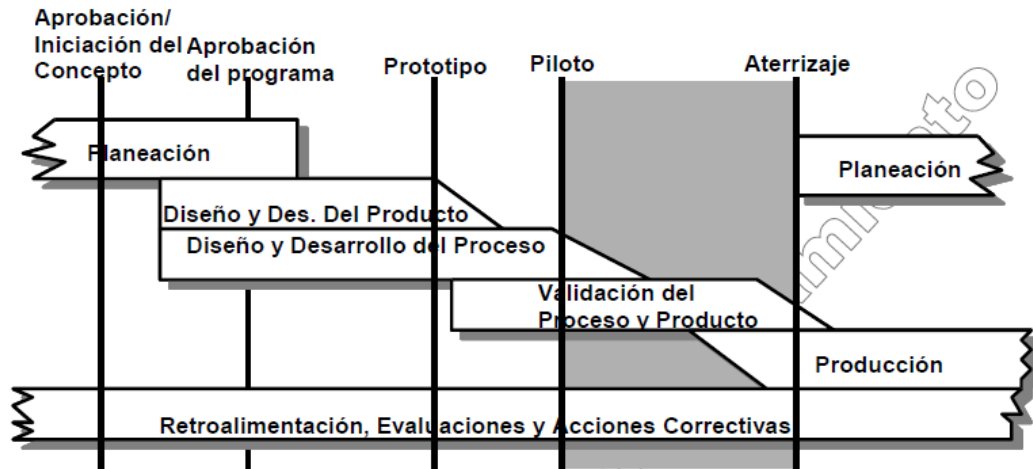 Aprobación/
Iniciación del
Concepto
Aprobación
del programa
Prototipo
Piloto
Aterrizaje
Planeación
Planeación
Diseño y Des. Del Producto
Diseño y Desarrollo del Proceso
Validación del
Proceso y Producto
Producción
Retroalimentación, Evaluaciones y Acciones Correctivas